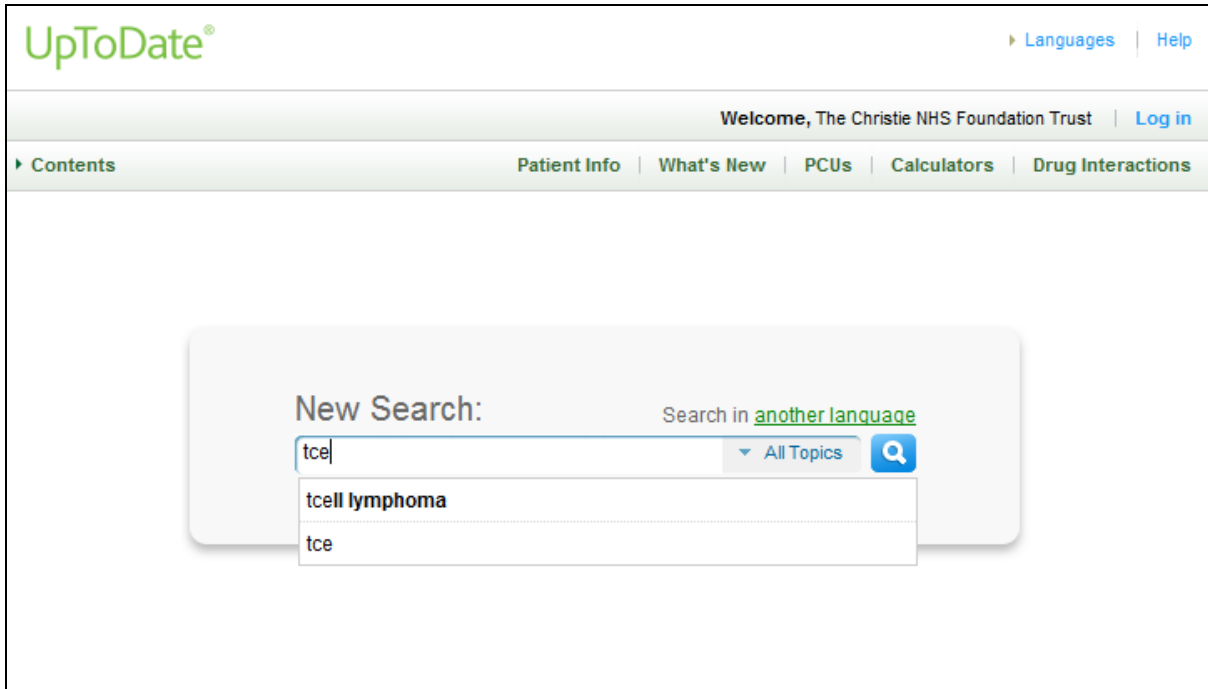 UpToDate®
Languages | Help
Welcome, The Christie NHS Foundation Trust | Log in
Contents Patient Info | What's New | PCUs | Calculators | Drug Interactions
New Search: Search in another language
tce All Topics
tcell lymphoma
tce